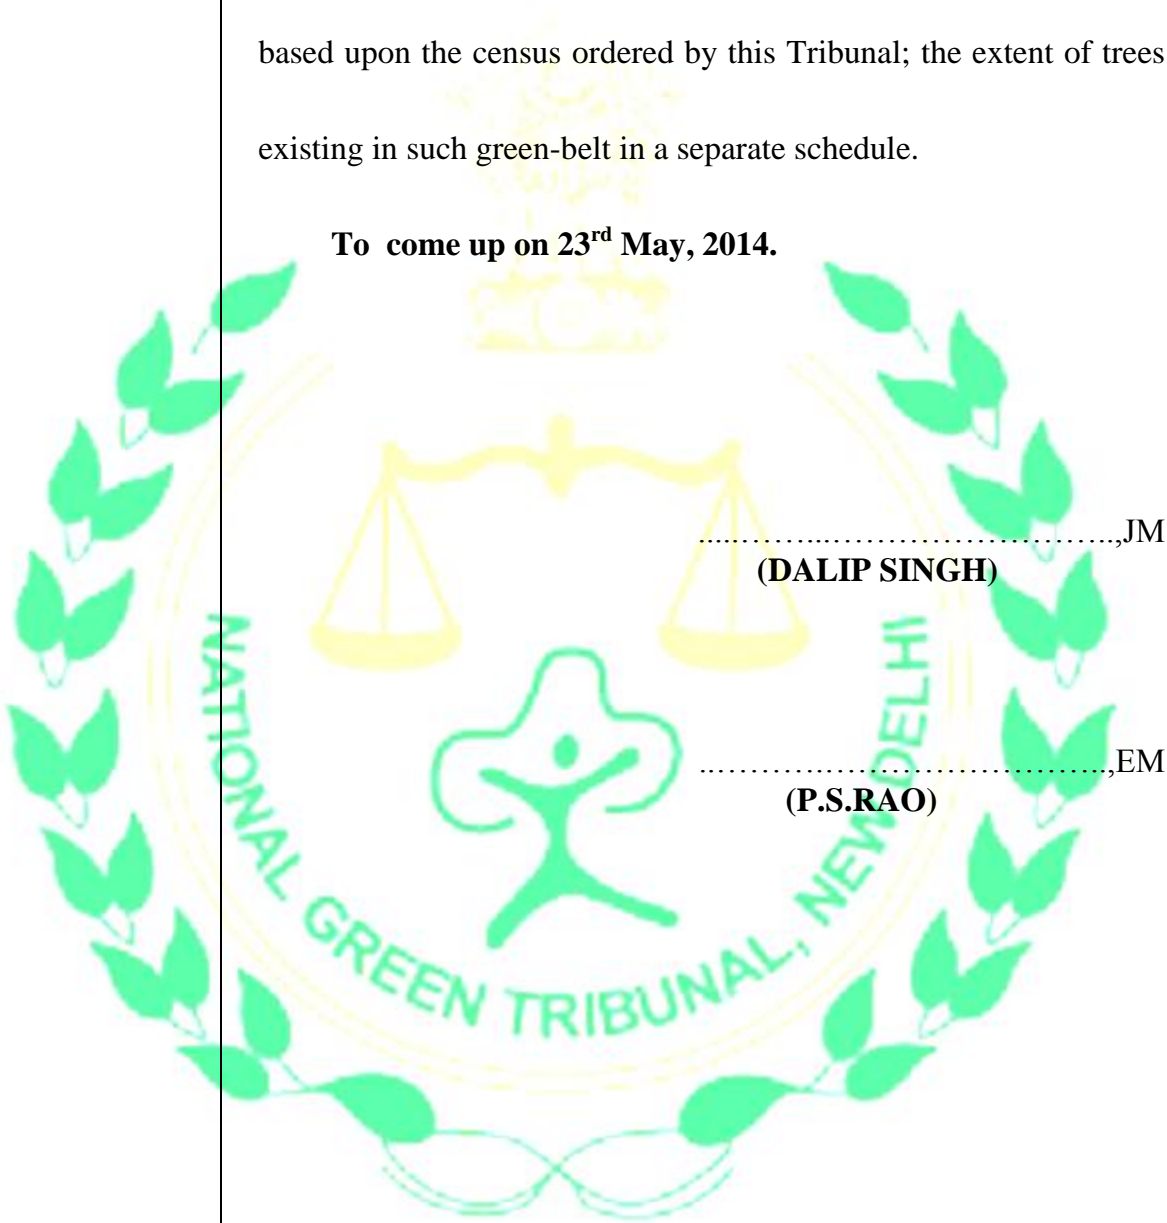 based upon the census ordered by this Tribunal; the extent of trees
existing in such green-belt in a separate schedule.
To come up on 23rd May, 2014.
....……...……………………..,JM
(DALIP SINGH)
..……….……………………..,EM
(P.S.RAO)
NATIONAL GREEN TRIBUNAL, NEW DELHI